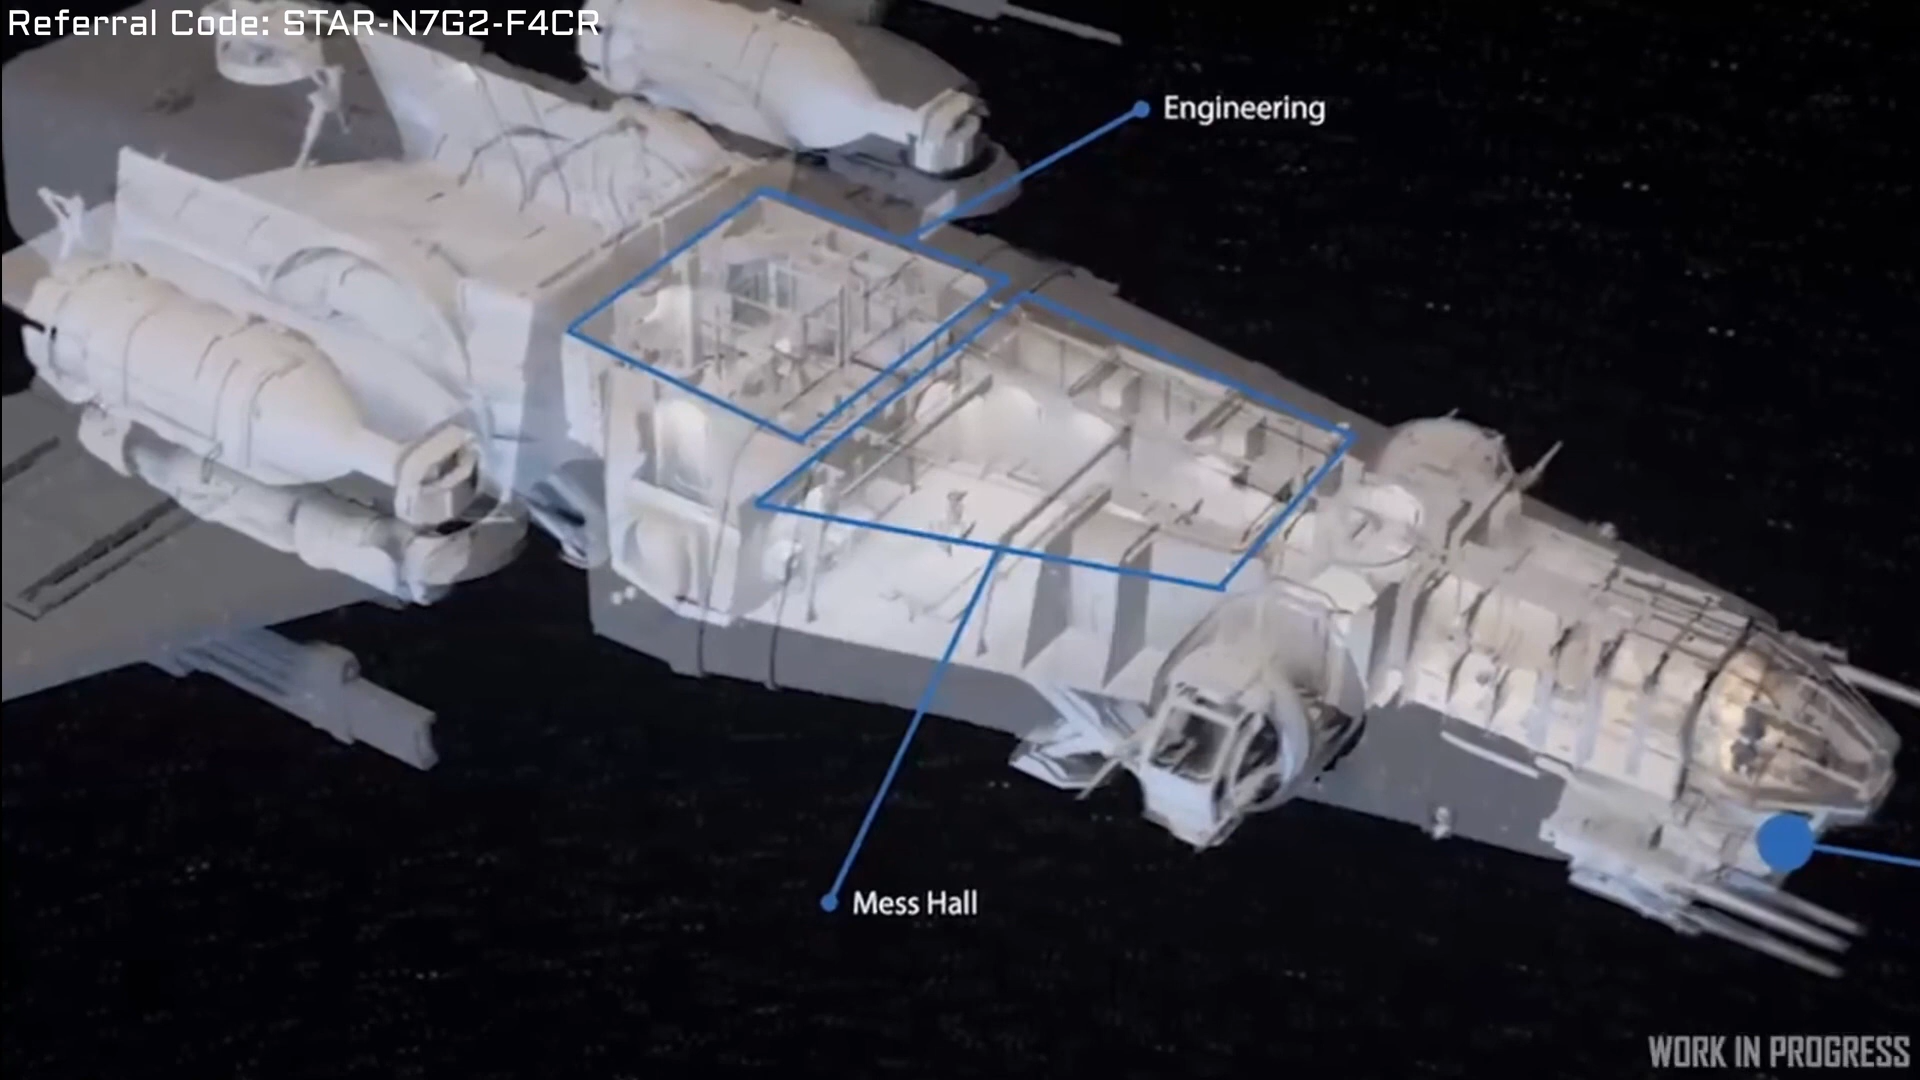 Referral Code: STAR-N7G2-F4CR
Engineering
Mess Hall
WORK IN PROGRESS